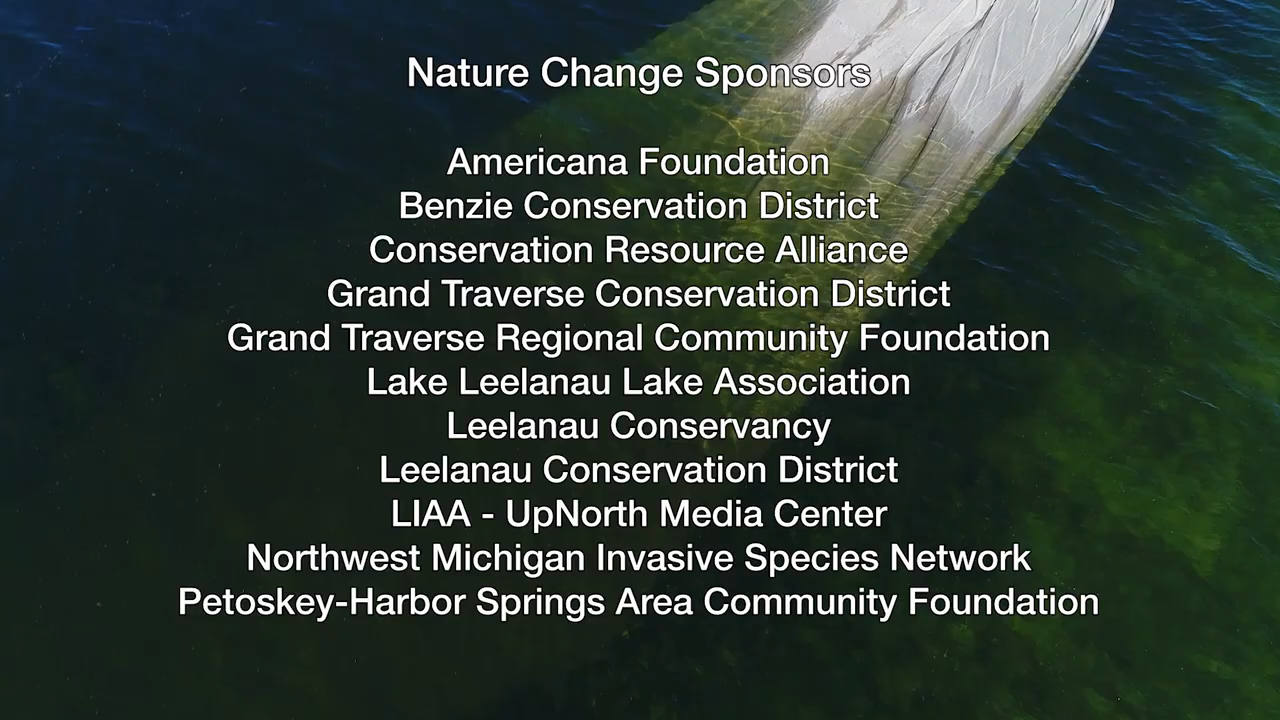 Nature Change Sponsors
Americana Foundation
Benzie Conservation District
Conservation Resource Alliance
Grand Traverse Conservation District
Grand Traverse Regional Community Foundation
Lake Leelanau Lake Association
Leelanau Conservancy
Leelanau Conservation District
LIAA - UpNorth Media Center
Northwest Michigan Invasive Species Network
Petoskey-Harbor Springs Area Community Foundation